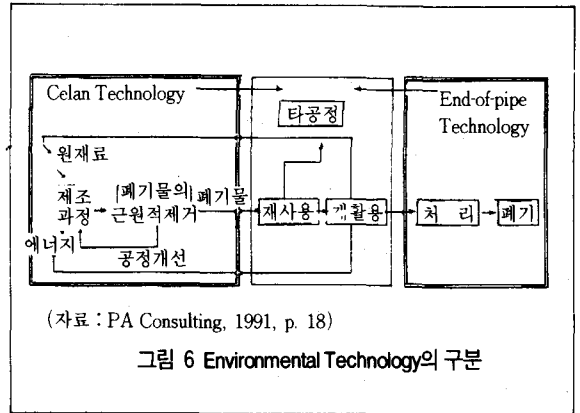 Celan Technology
End-of-pipe
Technology
타공정
원재료
제조
과정
폐기물의
근원적제거
폐기물
재사용
재활용
처 리
폐기
에너지
공정개선
(자료 : PA Consulting, 1991, p. 18)
그림 6 Environmental Technology의 구분